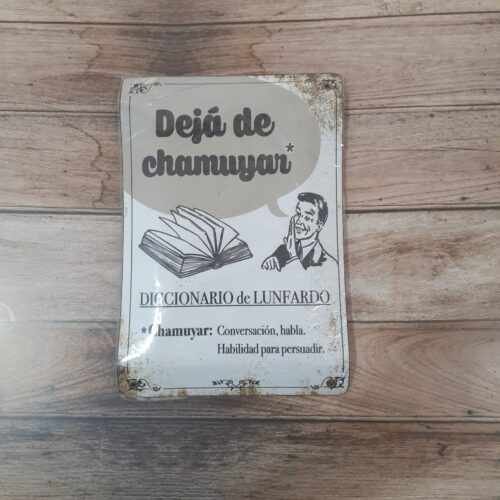 Dejá de
chamuyar*
DICCIONARIO de LUNFARDO
*Chamuyar: Conversación, habla.
Habilidad para persuadir.